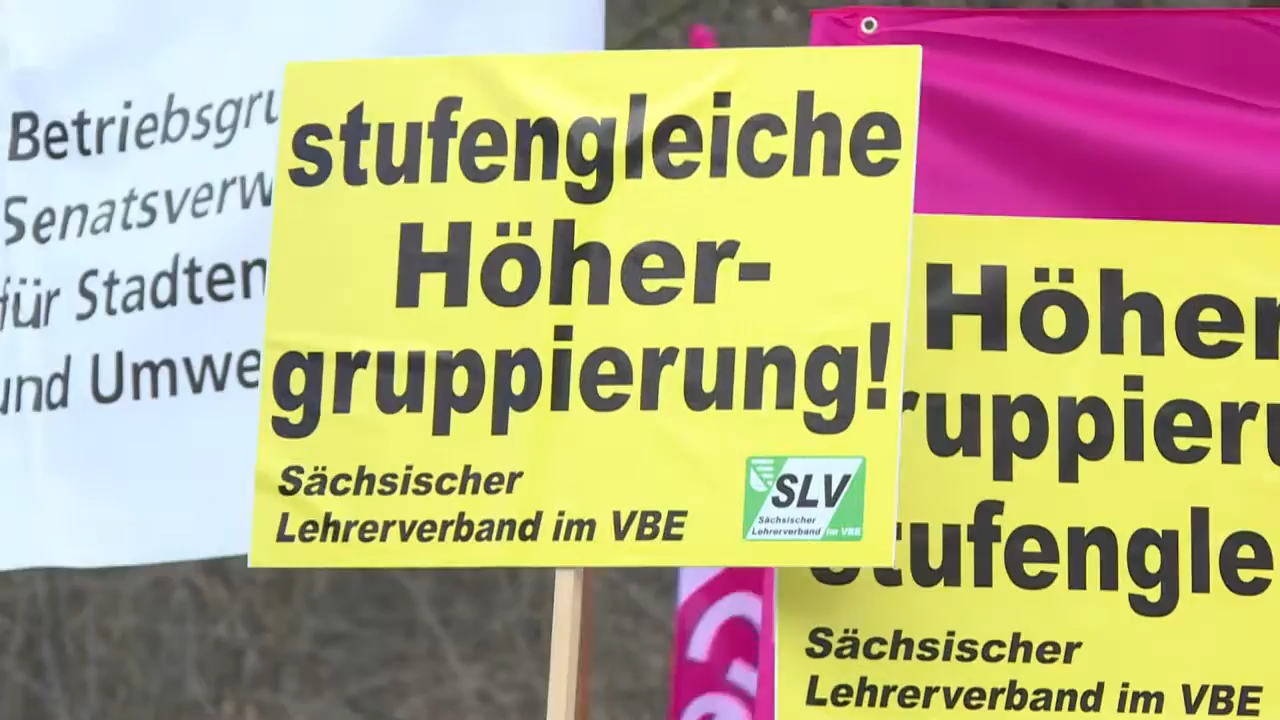 Betriebsgru
Senatsverw
für Stadten
und Umwe
stufengleiche
Höher-
gruppierung!
Sächsischer
Lehrerverband im VBE
SLV
Sächsischer
Lehrerverband im VBE
Höher
ruppieru
stufengle
Sächsischer
Lehrerverband im VBE